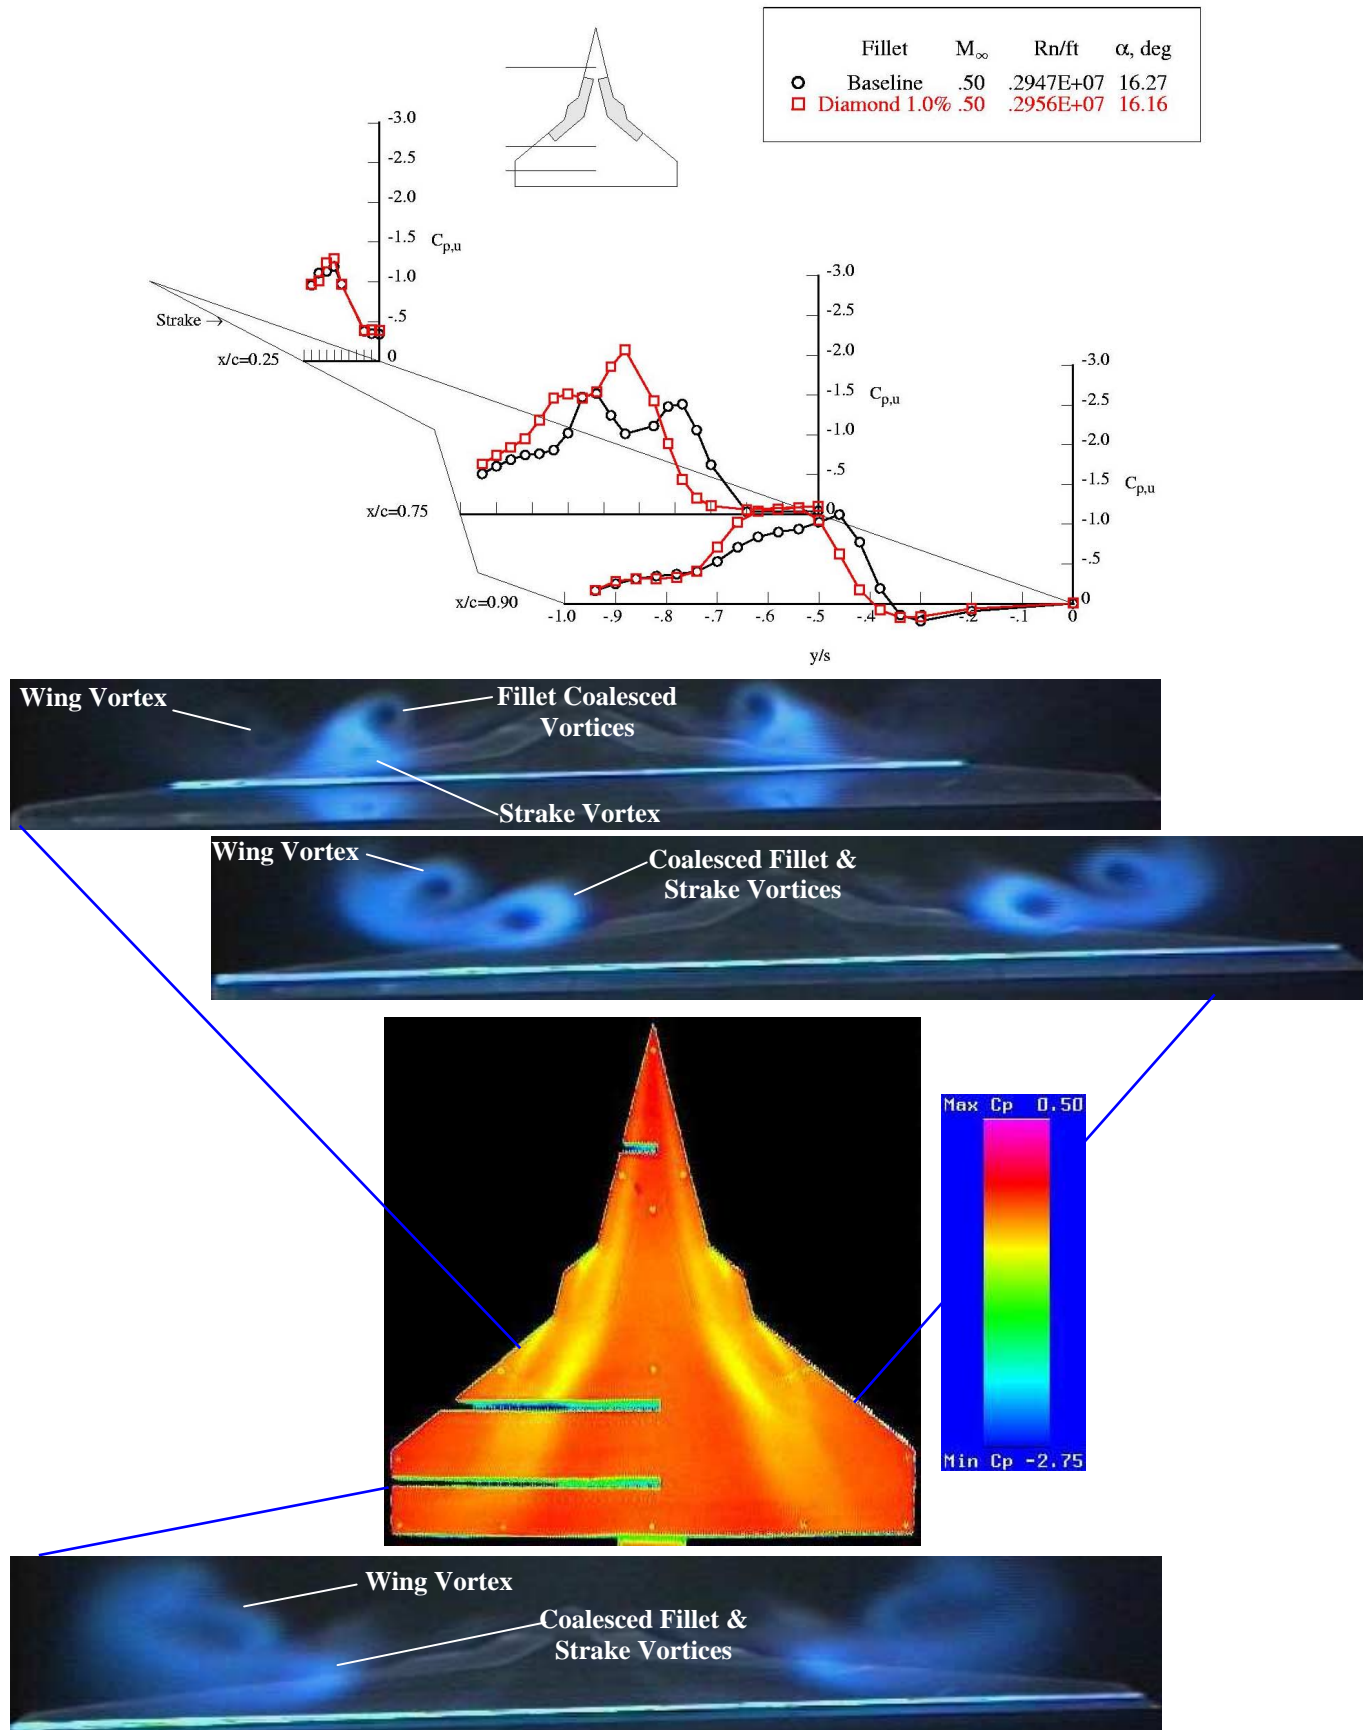 Fillet M∞ Rn/ft α, deg
Baseline .50 .2947E+07 16.27
Diamond 1.0% .50 .2956E+07 16.16
-3.0
-2.5
-2.0
-1.5
Cp,u
-1.0
-.5
0
Strake →
x/c=0.25
-3.0
-2.5
-2.0
-1.5
Cp,u
-1.0
-.5
0
x/c=0.75
-3.0
-2.5
-2.0
-1.5
Cp,u
-1.0
-.5
0
x/c=0.90
-1.0 -.9 -.8 -.7 -.6 -.5 -.4 -.3 -.2 -.1 0
y/s
Wing Vortex
Fillet Coalesced
Vortices
Strake Vortex
Wing Vortex
Coalesced Fillet &
Strake Vortices
Max Cp 0.50
Min Cp -2.75
Wing Vortex
Coalesced Fillet &
Strake Vortices